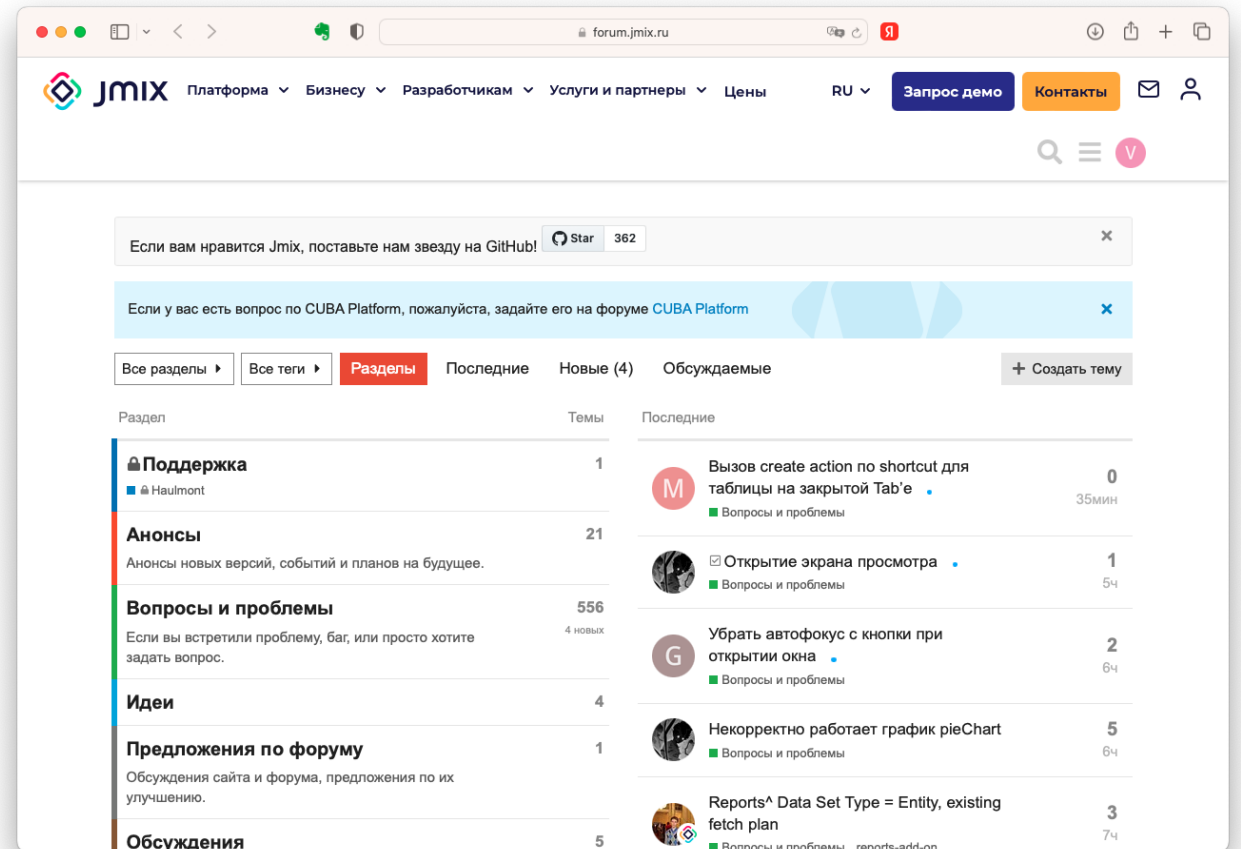 forum.jmix.ru
Я
JMIX Платформа Бизнесу Разработчикам Услуги и партнеры Цены RU Запрос демо Контакты
V
Если вам нравится Jmix, поставьте нам звезду на GitHub! Star 362
Если у вас есть вопрос по CUBA Platform, пожалуйста, задайте его на форуме CUBA Platform
Все разделы Все теги Разделы Последние Новые (4) Обсуждаемые + Создать тему
Раздел Темы
Поддержка 1
Haulmont
Анонсы 21
Анонсы новых версий, событий и планов на будущее.
Вопросы и проблемы 556
4 новых
Если вы встретили проблему, баг, или просто хотите
задать вопрос.
Идеи 4
Предложения по форуму 1
Обсуждения сайта и форума, предложения по их
улучшению.
Обсуждения 5
Последние
M
Вызов create action по shortcut для
таблицы на закрытой Tab'e
0
35мин
Вопросы и проблемы
Открытие экрана просмотра 1
Вопросы и проблемы 5ч
G
Убрать автофокус с кнопки при
открытии окна
2
6ч
Вопросы и проблемы
Некорректно работает график pieChart 5
Вопросы и проблемы 6ч
Reports^ Data Set Type = Entity, existing
fetch plan
3
7ч
Вопросы и проблемы reports-add-on